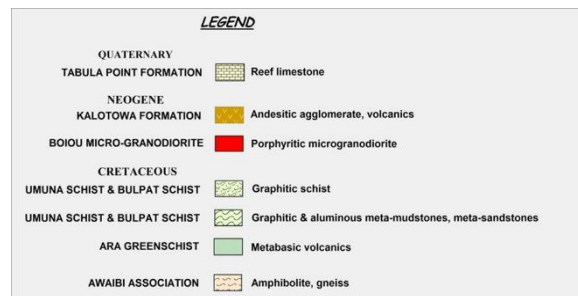 LEGEND
QUATERNARY
TABULA POINT FORMATION Reef limestone
NEOGENE
KALOTOWA FORMATION Andesitic agglomerate, volcanics
BOIOU MICRO-GRANODIORITE Porphyritic microgranodiorite
CRETACEOUS
UMUNA SCHIST & BULPAT SCHIST Graphitic schist
UMUNA SCHIST & BULPAT SCHIST Graphitic & aluminous meta-mudstones, meta-sandstones
ARA GREENSCHIST Metabasic volcanics
AWAIBI ASSOCIATION Amphibolite, gneiss